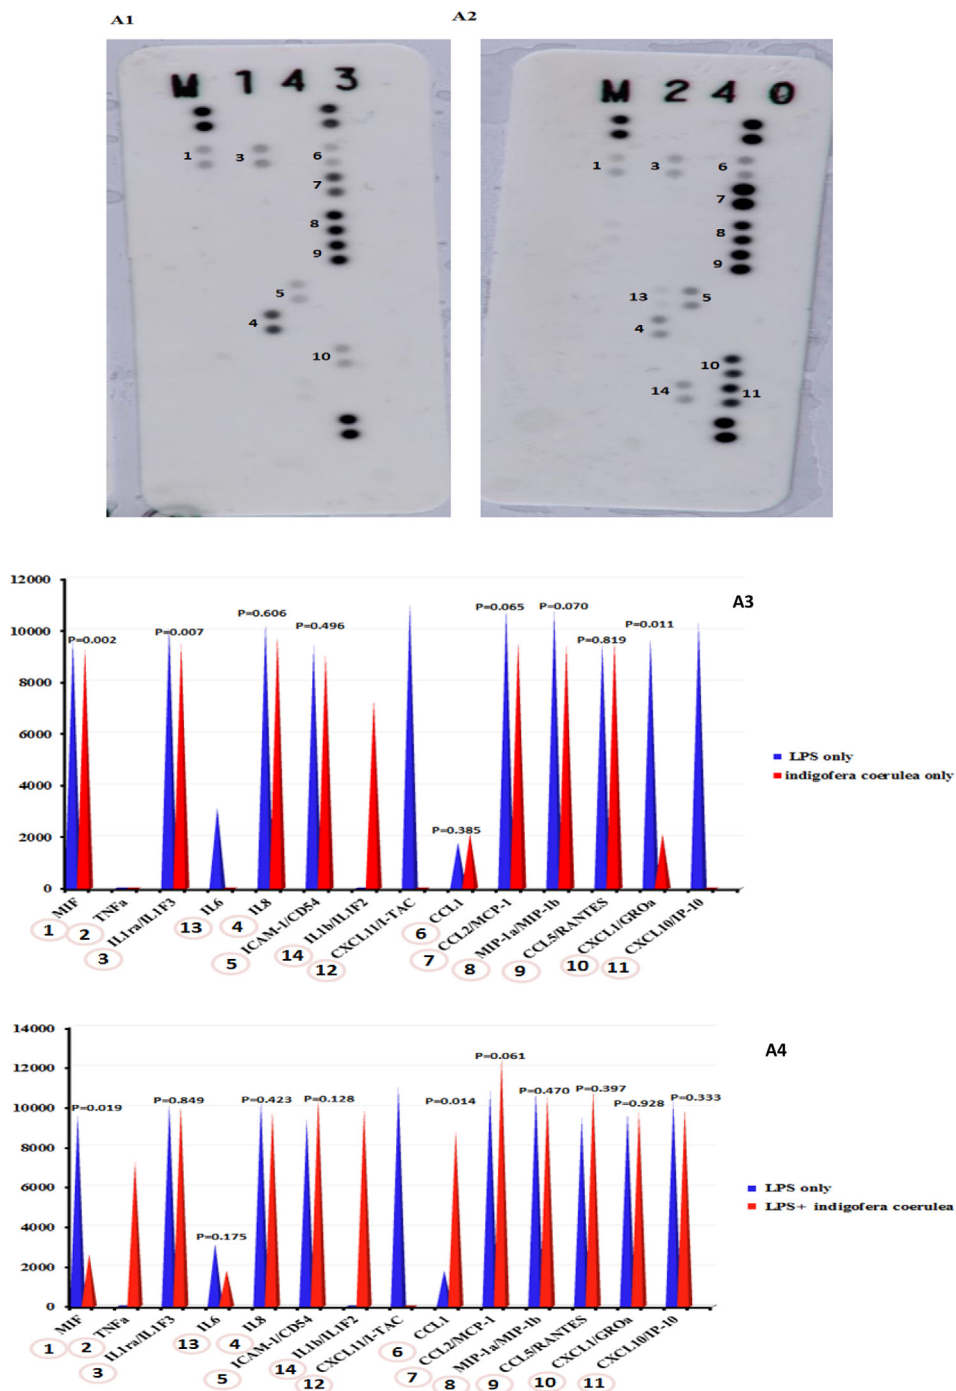 A1
A2
M 1 4 3
M 2 4 0
1
3
6
7
8
9
5
4
10
1
3
6
7
8
9
13
5
4
10
14
11
A3
12000
10000
8000
6000
4000
2000
0
P=0.002
P=0.007
P=0.606
P=0.496
P=0.385
P=0.065
P=0.070
P=0.819
P=0.011
LPS only
indigofera coerulea only
MIF
TNFa
IL1ra/IL1F3
IL6
IL8
ICAM-1/CD54
IL1b/IL1F2
CXCL11/I-TAC
CCL1
CCL2/MCP-1
MIP-1a/MIP-1b
CCL5/RANTES
CXCL1/GROa
CXCL10/IP-10
1
2
3
13
4
5
14
12
6
7
8
9
10
11
A4
14000
12000
10000
8000
6000
4000
2000
0
P=0.019
P=0.849
P=0.175
P=0.423
P=0.128
P=0.014
P=0.061
P=0.470
P=0.397
P=0.928
P=0.333
LPS only
LPS+ indigofera coerulea
MIF
TNFa
IL1ra/IL1F3
IL6
IL8
ICAM-1/CD54
IL1b/IL1F2
CXCL11/I-TAC
CCL1
CCL2/MCP-1
MIP-1a/MIP-1b
CCL5/RANTES
CXCL1/GROa
CXCL10/IP-10
1
2
3
13
4
5
14
12
6
7
8
9
10
11